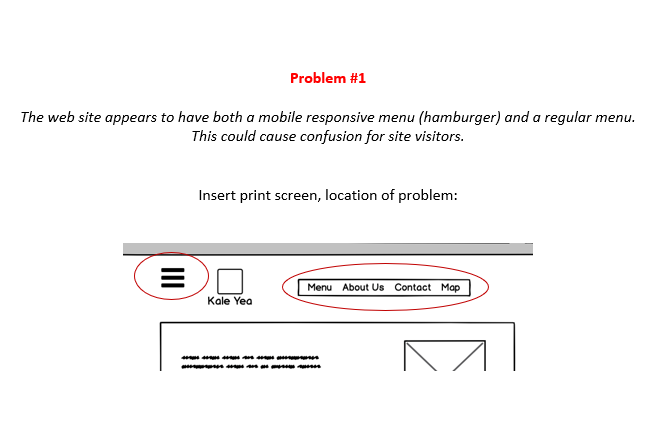 Problem #1
The web site appears to have both a mobile responsive menu (hamburger) and a regular menu.
This could cause confusion for site visitors.
Insert print screen, location of problem:
Menu About Us Contact Map
Kale Yea